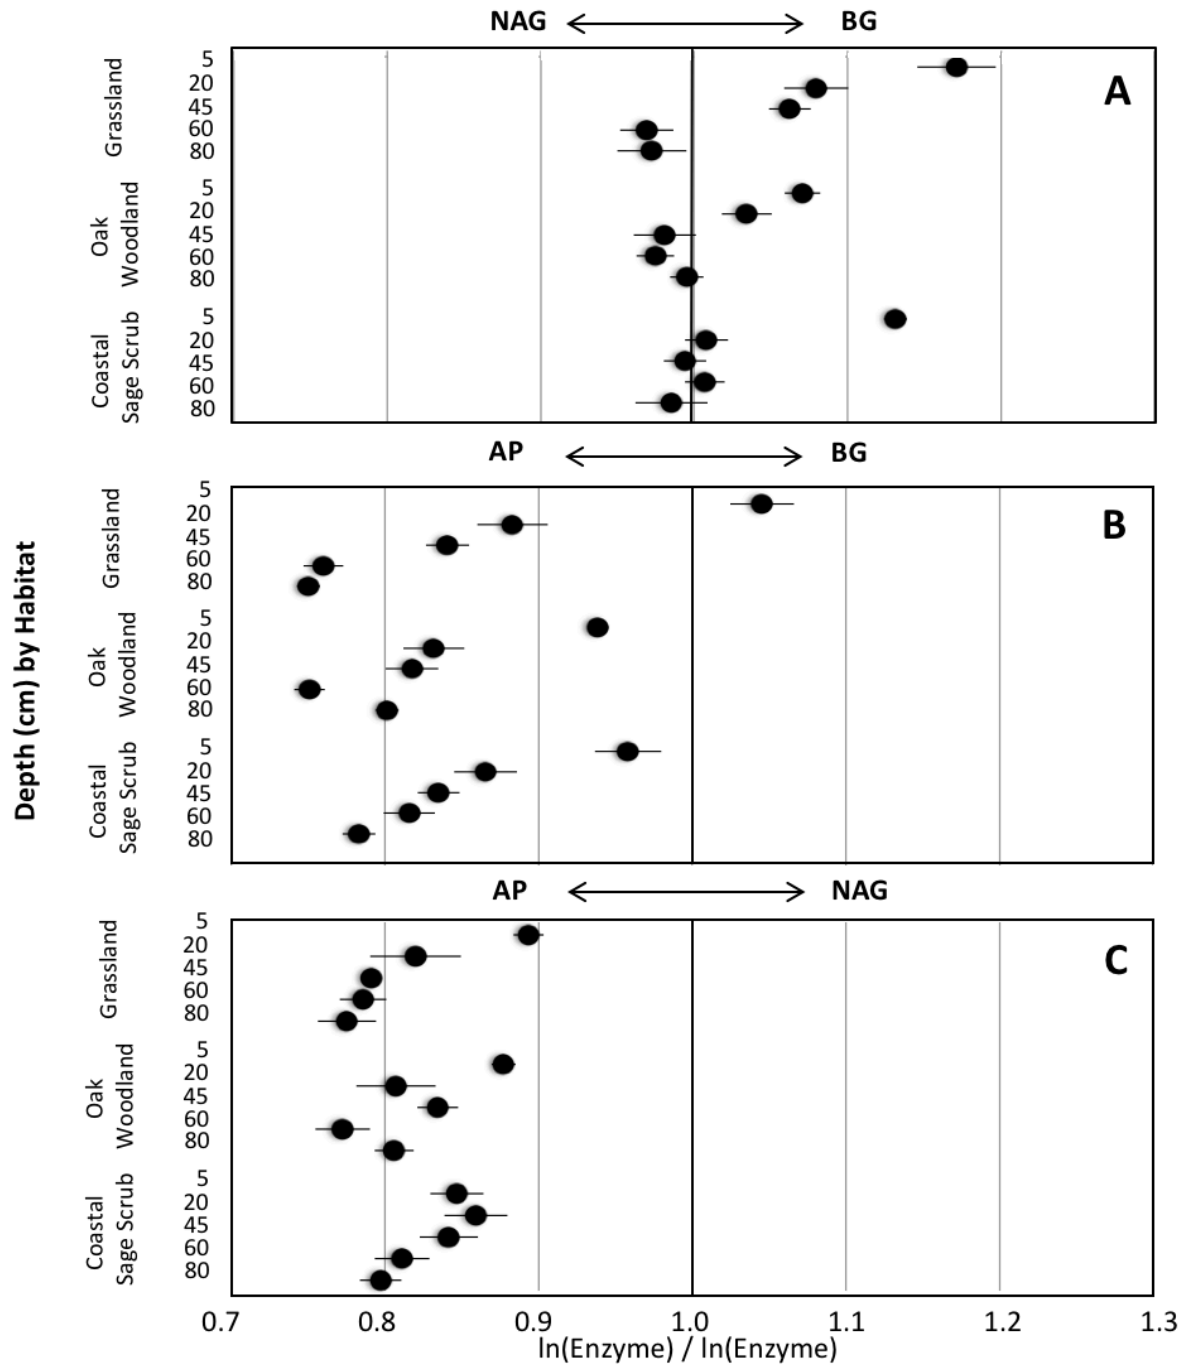 NAG BG
A
Grassland
5
20
45
60
80
Oak
Woodland
5
20
45
60
80
Coastal
Sage Scrub
5
20
45
60
80
AP BG
B
Grassland
5
20
45
60
80
Oak
Woodland
5
20
45
60
80
Coastal
Sage Scrub
5
20
45
60
80
Depth (cm) by Habitat
AP NAG
C
Grassland
5
20
45
60
80
Oak
Woodland
5
20
45
60
80
Coastal
Sage Scrub
5
20
45
60
80
0.7 0.8 0.9 1.0 1.1 1.2 1.3
ln(Enzyme) / ln(Enzyme)